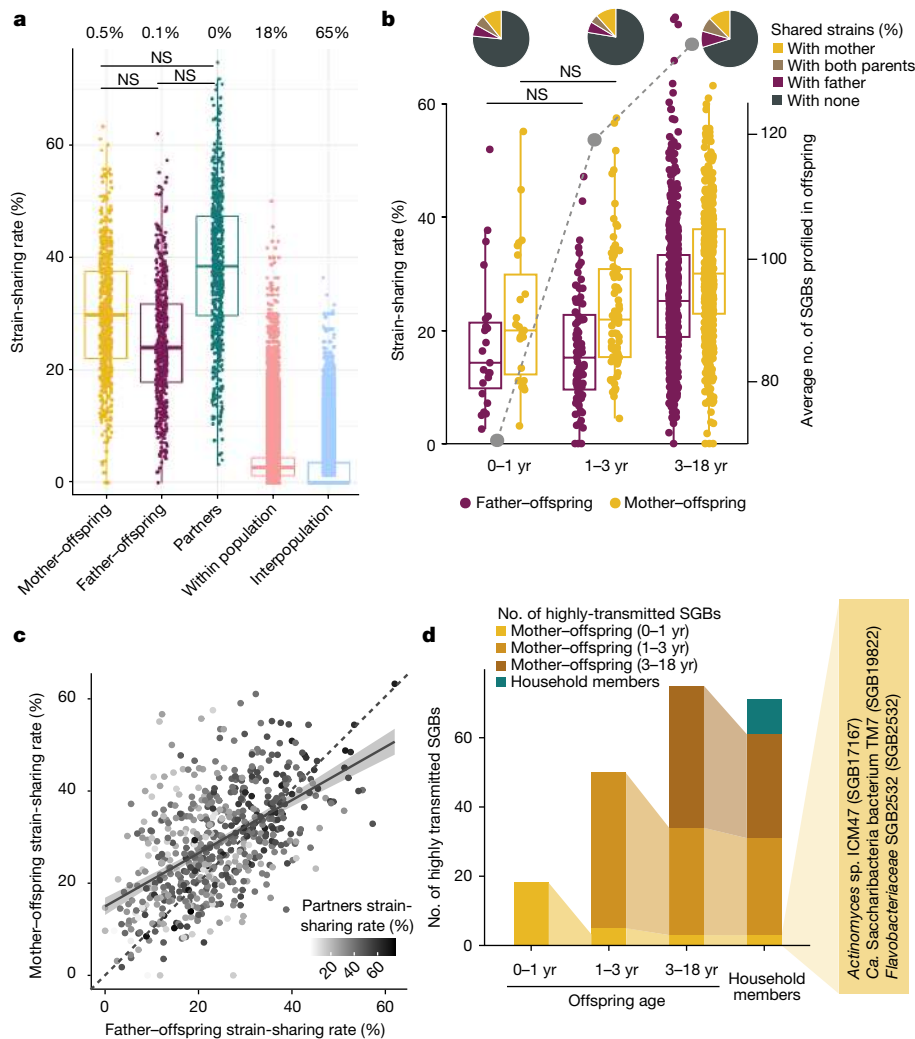 a
0.5% 0.1% 0% 18% 65%
NS
NS NS
Strain-sharing rate (%)
60
40
20
0
Mother–offspring
Father–offspring
Partners
Within population
Interpopulation
b
Shared strains (%)
With mother
With both parents
With father
With none
NS
NS
Strain-sharing rate (%)
60
40
20
0
120
100
80
Average no. of SGBs profiled in offspring
0–1 yr 1–3 yr 3–18 yr
Father–offspring Mother–offspring
c
Mother–offspring strain-sharing rate (%)
60
40
20
0
Partners strain-
sharing rate (%)
20 40 60
0 20 40 60
Father–offspring strain-sharing rate (%)
d
No. of highly-transmitted SGBs
Mother–offspring (0–1 yr)
Mother–offspring (1–3 yr)
Mother–offspring (3–18 yr)
Household members
No. of highly transmitted SGBs
60
40
20
0
0–1 yr 1–3 yr 3–18 yr
Offspring age
Household
members
Actinomyces sp. ICM47 (SGB17167)
Ca. Saccharibacteria bacterium TM7 (SGB19822)
Flavobacteriaceae SGB2532 (SGB2532)